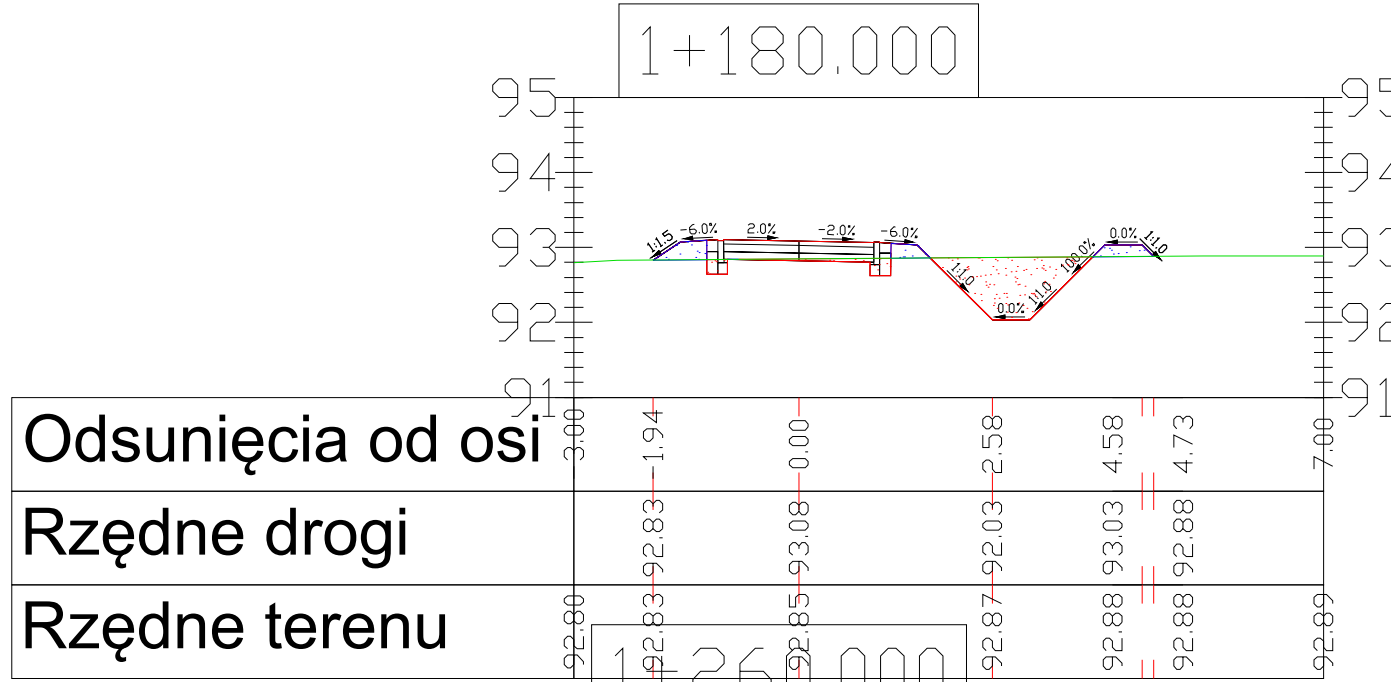 1+180.000
95 95
94 94
1:1.5 -6.0% 2.0% -2.0% -6.0% 0.0% 1:1.0
93 93
1:1.0 100.0%
1:1.0
0.0%
92 92
91 91
Odsunięcia od osi -3.00 -1.94 0.00 2.58 4.58 4.73 7.00
Rzędne drogi 92.83 93.08 92.03 93.03 92.88
Rzędne terenu 92.80 92.83 92.85 92.87 92.88 92.88 92.89
1+260.000